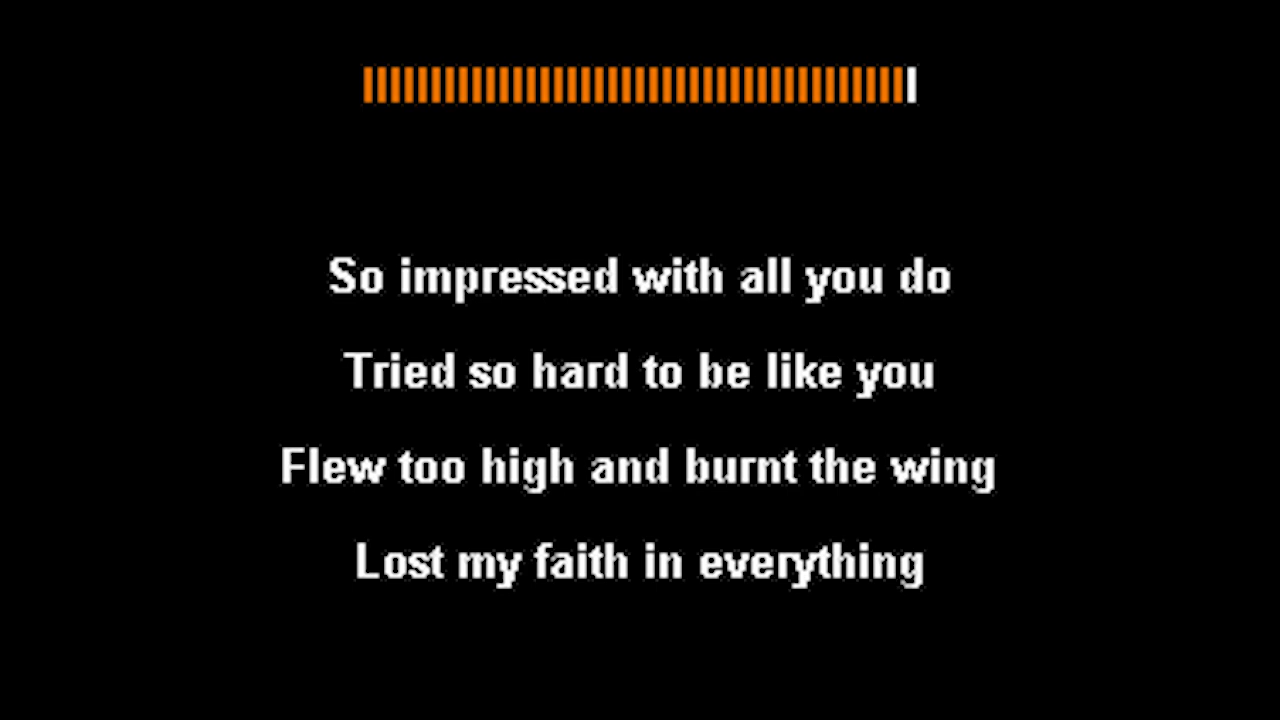 So impressed with all you do
Tried so hard to be like you
Flew too high and burnt the wing
Lost my faith in everything